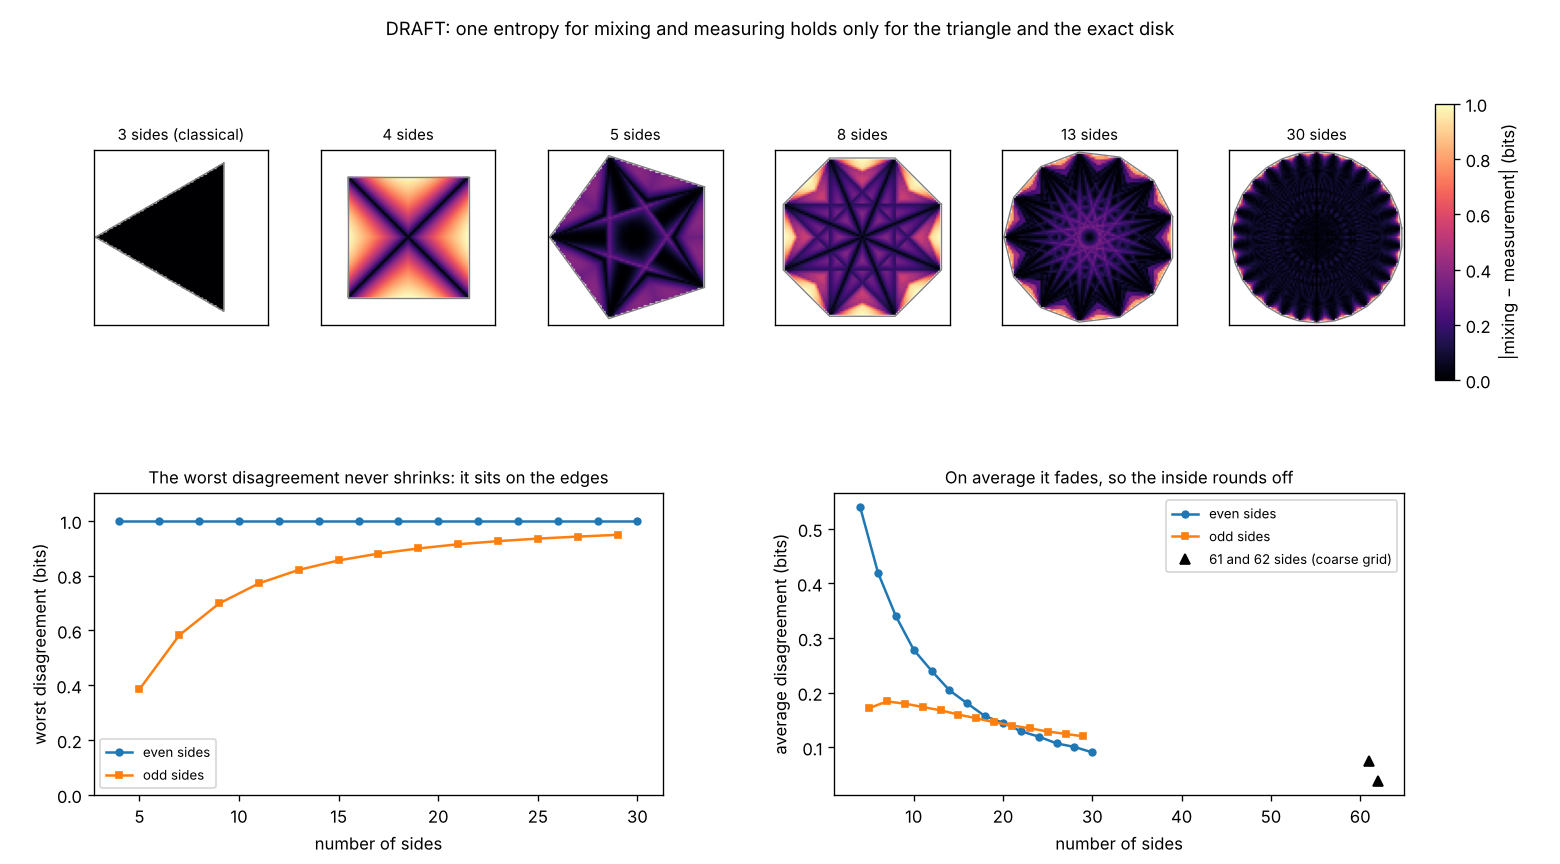 DRAFT: one entropy for mixing and measuring holds only for the triangle and the exact disk
3 sides (classical)
4 sides
5 sides
8 sides
13 sides
30 sides
1.0
0.8
0.6
0.4
0.2
0.0
|mixing − measurement| (bits)
The worst disagreement never shrinks: it sits on the edges
worst disagreement (bits)
1.0
0.8
0.6
0.4
0.2
0.0
even sides
odd sides
5
10
15
20
25
30
number of sides
On average it fades, so the inside rounds off
average disagreement (bits)
0.5
0.4
0.3
0.2
0.1
even sides
odd sides
61 and 62 sides (coarse grid)
10
20
30
40
50
60
number of sides